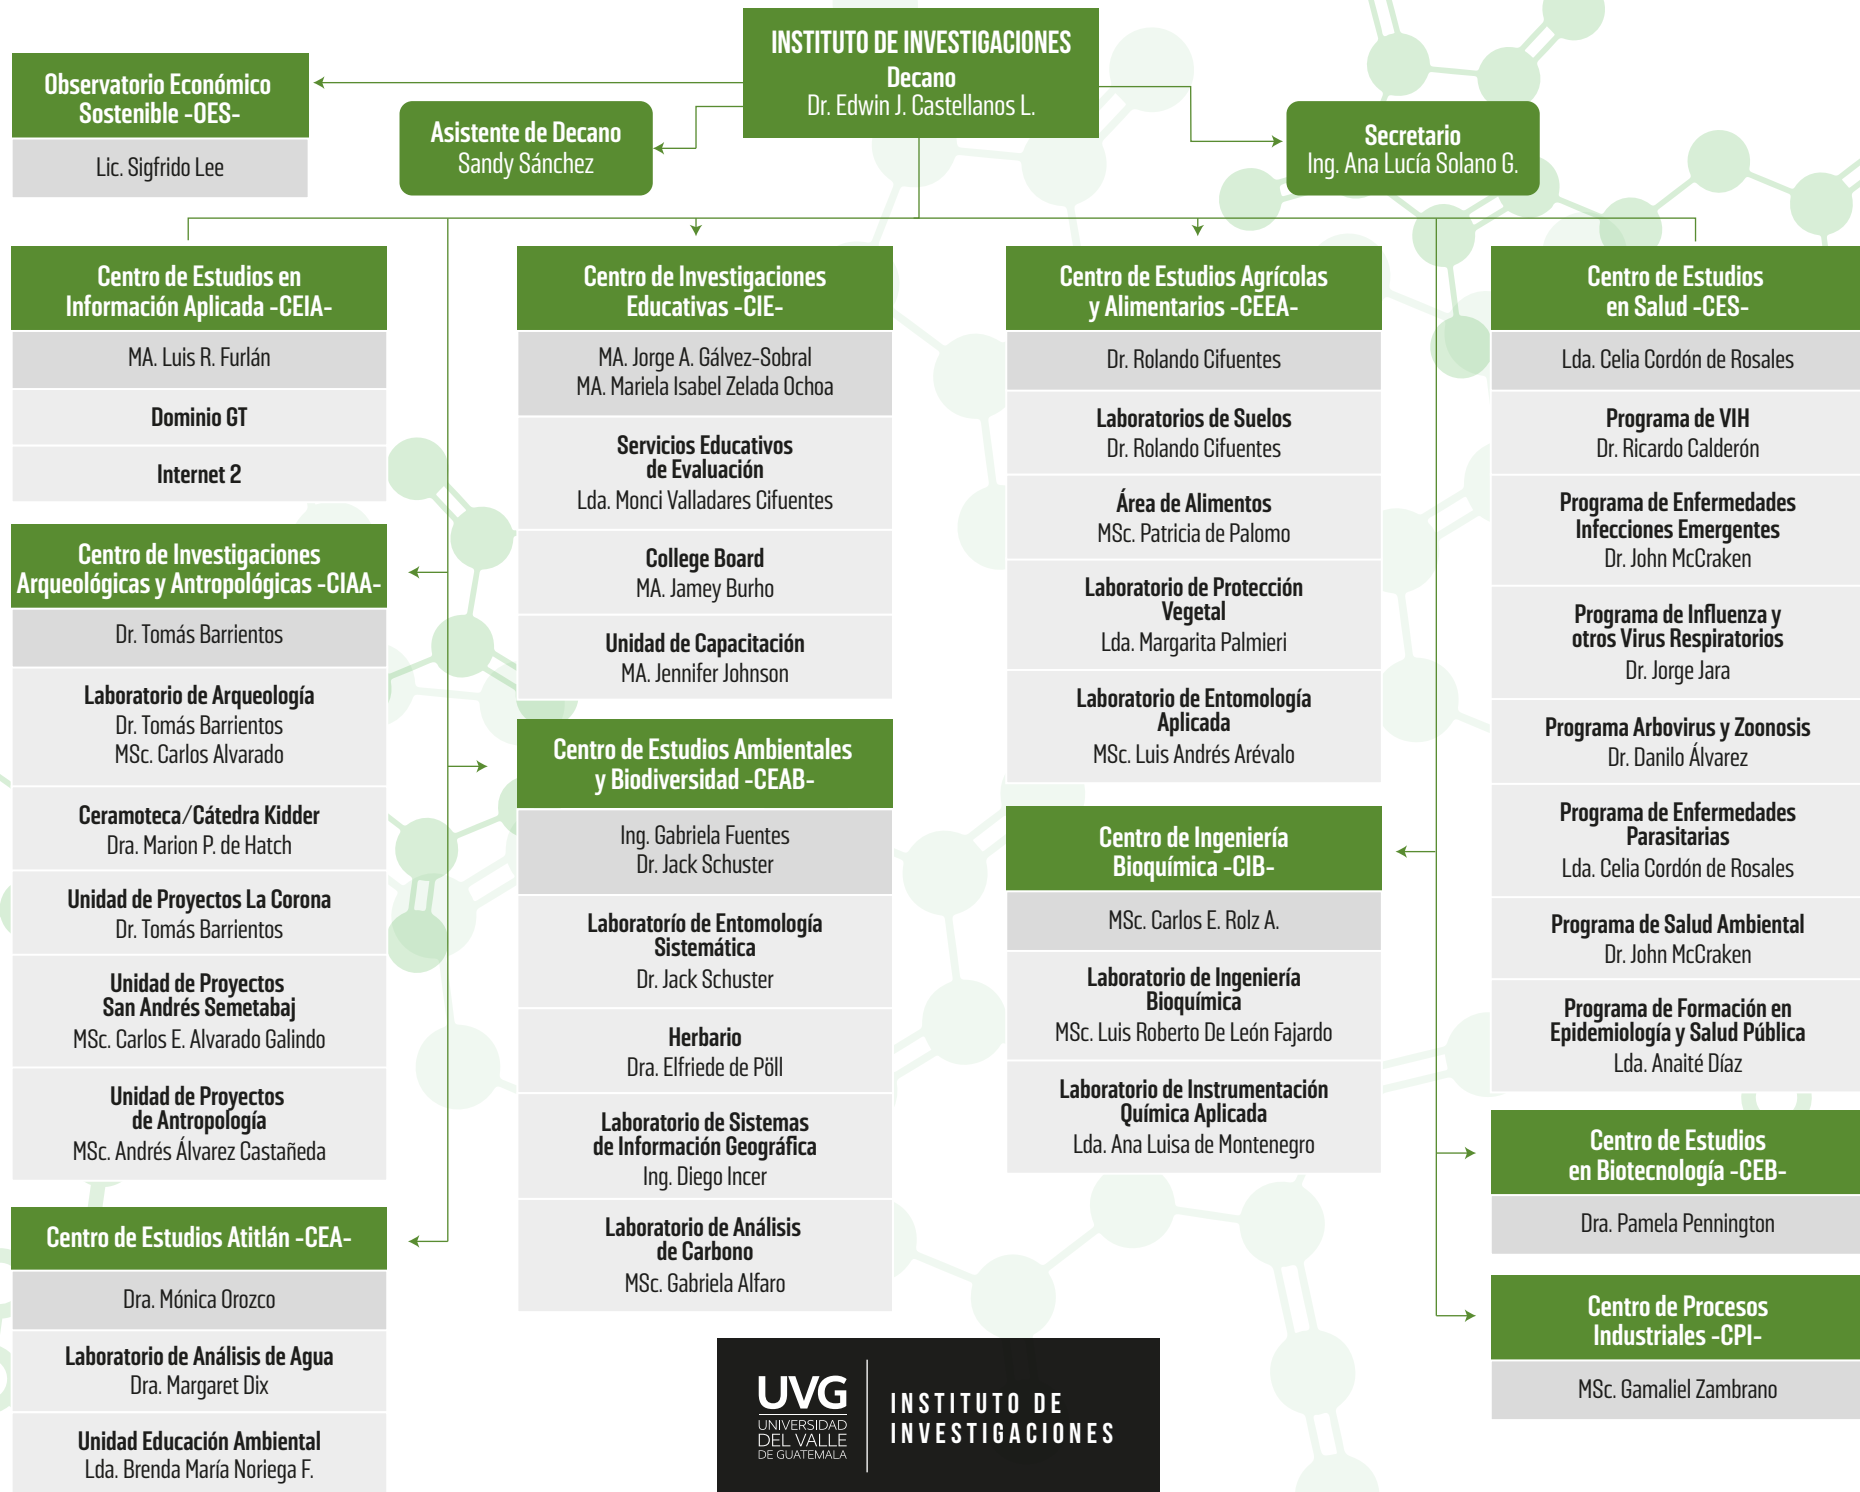 INSTITUTO DE INVESTIGACIONES
Decano
Dr. Edwin J. Castellanos L.
Observatorio Económico
Sostenible -OES-
Lic. Sigfrido Lee
Asistente de Decano
Sandy Sánchez
Secretario
Ing. Ana Lucía Solano G.
Centro de Estudios en
Información Aplicada -CEIA-
MA. Luis R. Furlán
Dominio GT
Internet 2
Centro de Investigaciones
Arqueológicas y Antropológicas -CIAA-
Dr. Tomás Barrientos
Laboratorio de Arqueología
Dr. Tomás Barrientos
MSc. Carlos Alvarado
Ceramoteca/Cátedra Kidder
Dra. Marion P. de Hatch
Unidad de Proyectos La Corona
Dr. Tomás Barrientos
Unidad de Proyectos
San Andrés Semetabaj
MSc. Carlos E. Alvarado Galindo
Unidad de Proyectos
de Antropología
MSc. Andrés Álvarez Castañeda
Centro de Estudios Atitlán -CEA-
Dra. Mónica Orozco
Laboratorio de Análisis de Agua
Dra. Margaret Dix
Unidad Educación Ambiental
Lda. Brenda María Noriega F.
Centro de Investigaciones
Educativas -CIE-
MA. Jorge A. Gálvez-Sobral
MA. Mariela Isabel Zelada Ochoa
Servicios Educativos
de Evaluación
Lda. Monci Valladares Cifuentes
College Board
MA. Jamey Burho
Unidad de Capacitación
MA. Jennifer Johnson
Centro de Estudios Ambientales
y Biodiversidad -CEAB-
Ing. Gabriela Fuentes
Dr. Jack Schuster
Laboratorío de Entomología
Sistemática
Dr. Jack Schuster
Herbario
Dra. Elfriede de Pöll
Laboratorio de Sistemas
de Información Geográfica
Ing. Diego Incer
Laboratorio de Análisis
de Carbono
MSc. Gabriela Alfaro
Centro de Estudios Agrícolas
y Alimentarios -CEEA-
Dr. Rolando Cifuentes
Laboratorios de Suelos
Dr. Rolando Cifuentes
Área de Alimentos
MSc. Patricia de Palomo
Laboratorio de Protección
Vegetal
Lda. Margarita Palmieri
Laboratorio de Entomología
Aplicada
MSc. Luis Andrés Arévalo
Centro de Ingeniería
Bioquímica -CIB-
MSc. Carlos E. Rolz A.
Laboratorio de Ingeniería
Bioquímica
MSc. Luis Roberto De León Fajardo
Laboratorio de Instrumentación
Química Aplicada
Lda. Ana Luisa de Montenegro
Centro de Estudios
en Salud -CES-
Lda. Celia Cordón de Rosales
Programa de VIH
Dr. Ricardo Calderón
Programa de Enfermedades
Infecciones Emergentes
Dr. John McCraken
Programa de Influenza y
otros Virus Respiratorios
Dr. Jorge Jara
Programa Arbovirus y Zoonosis
Dr. Danilo Álvarez
Programa de Enfermedades
Parasitarias
Lda. Celia Cordón de Rosales
Programa de Salud Ambiental
Dr. John McCraken
Programa de Formación en
Epidemiología y Salud Pública
Lda. Anaité Díaz
Centro de Estudios
en Biotecnología -CEB-
Dra. Pamela Pennington
Centro de Procesos
Industriales -CPI-
MSc. Gamaliel Zambrano
UVG
UNIVERSIDAD
DEL VALLE
DE GUATEMALA
INSTITUTO DE
INVESTIGACIONES